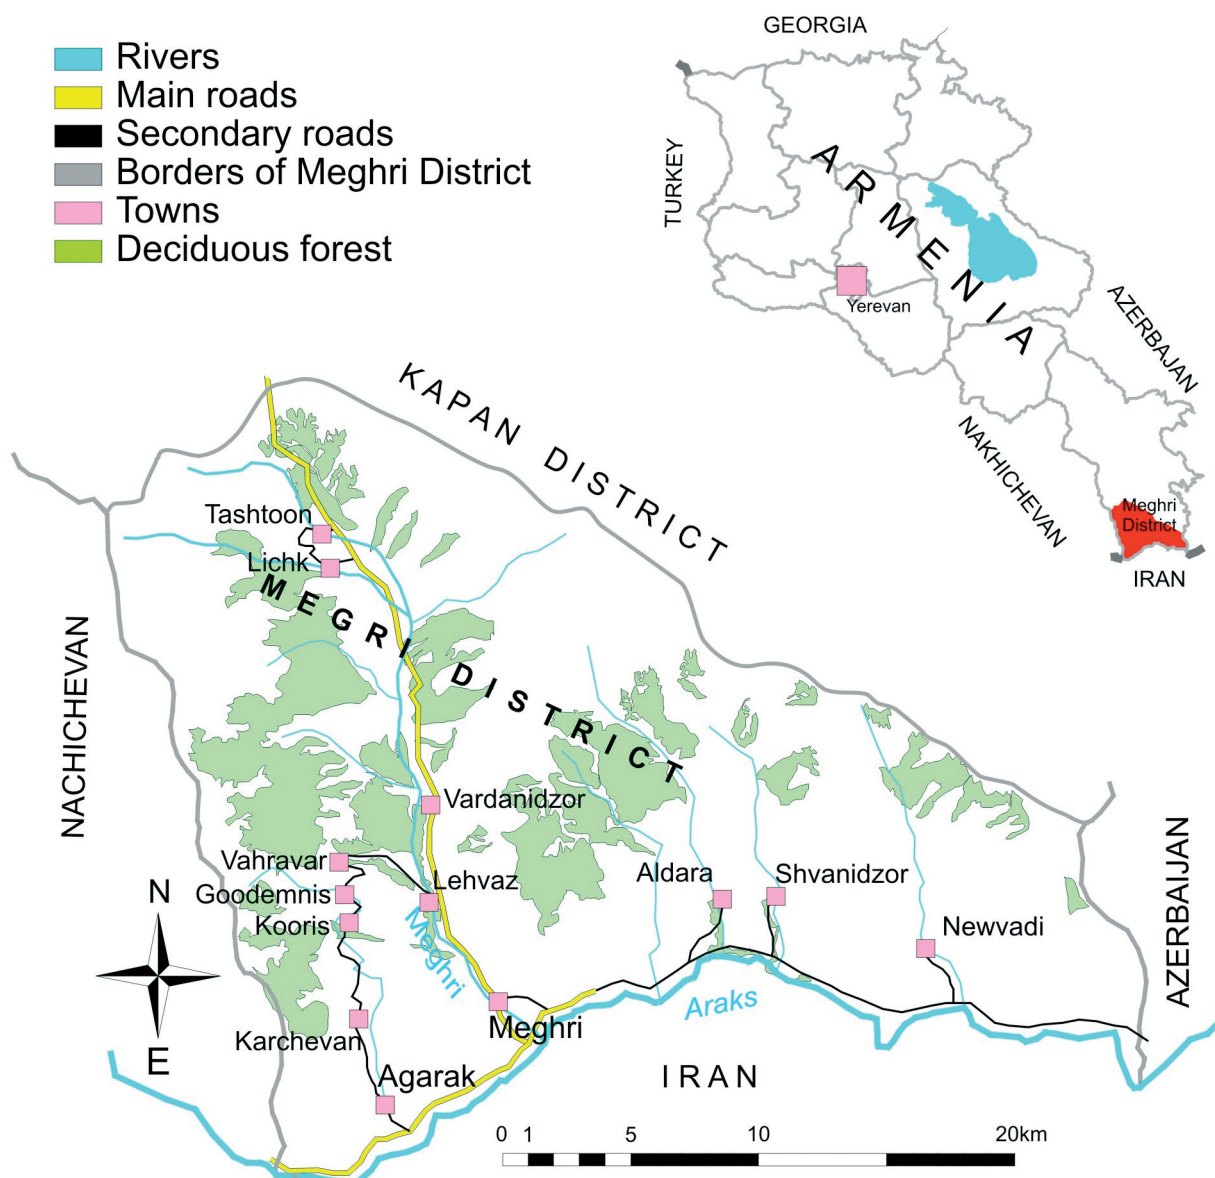 Rivers
Main roads
Secondary roads
Borders of Meghri District
Towns
Deciduous forest
GEORGIA
TURKEY
ARMENIA
Yerevan
AZERBAJAN
NAKHICHEVAN
Meghri
District
IRAN
KAPAN DISTRICT
Tashtoon
Lichk
MEGRI DISTRICT
NACHICHEVAN
Vardanidzor
Vahravar
Lehvaz
Goodemnis
Kooris
Aldara
Shvanidzor
Newvadi
AZERBAIJAN
N
E
Meghri
Araks
Meghri
Karchevan
Agarak
IRAN
0 1 5 10 20km